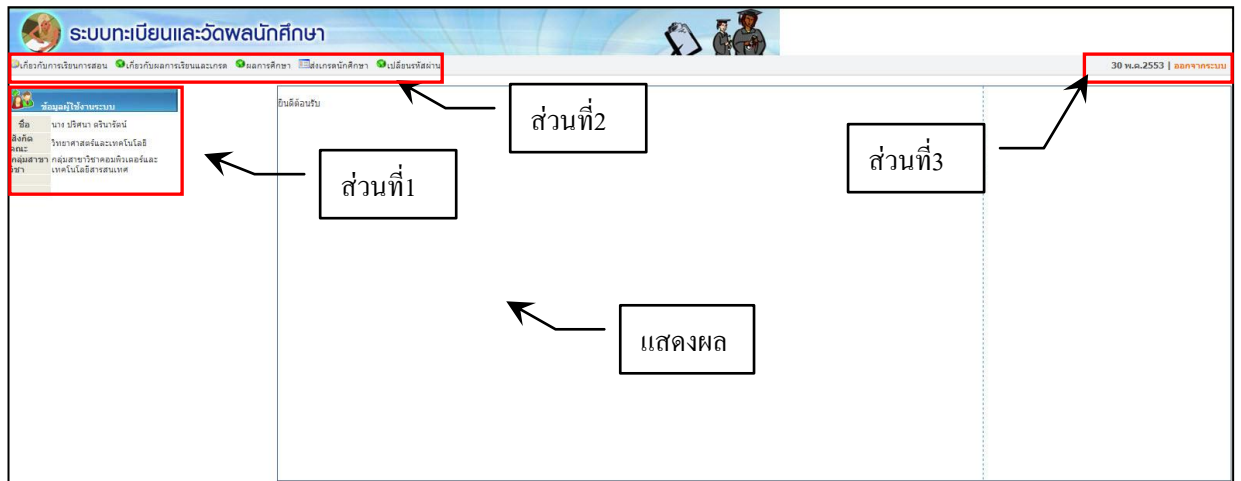 ระบบทะเบียนและวัดผลนักศึกษา
เกี่ยวกับการเรียนการสอน เกี่ยวกับผลการเรียนและเกรด ผลการศึกษา ส่งเกรดนักศึกษา เปลี่ยนรหัสผ่าน
30 พ.ค.2553 | ออกจากระบบ
ข้อมูลผู้ใช้งานระบบ
ชื่อ นาง ปริศนา ตรีนารัตน์
สังกัด
คณะ
วิทยาศาสตร์และเทคโนโลยี
กลุ่มสาขา กลุ่มสาขาวิชาคอมพิวเตอร์และ
วิชา เทคโนโลยีสารสนเทศ
ยินดีต้อนรับ
ส่วนที่2
ส่วนที่3
ส่วนที่1
แสดงผล